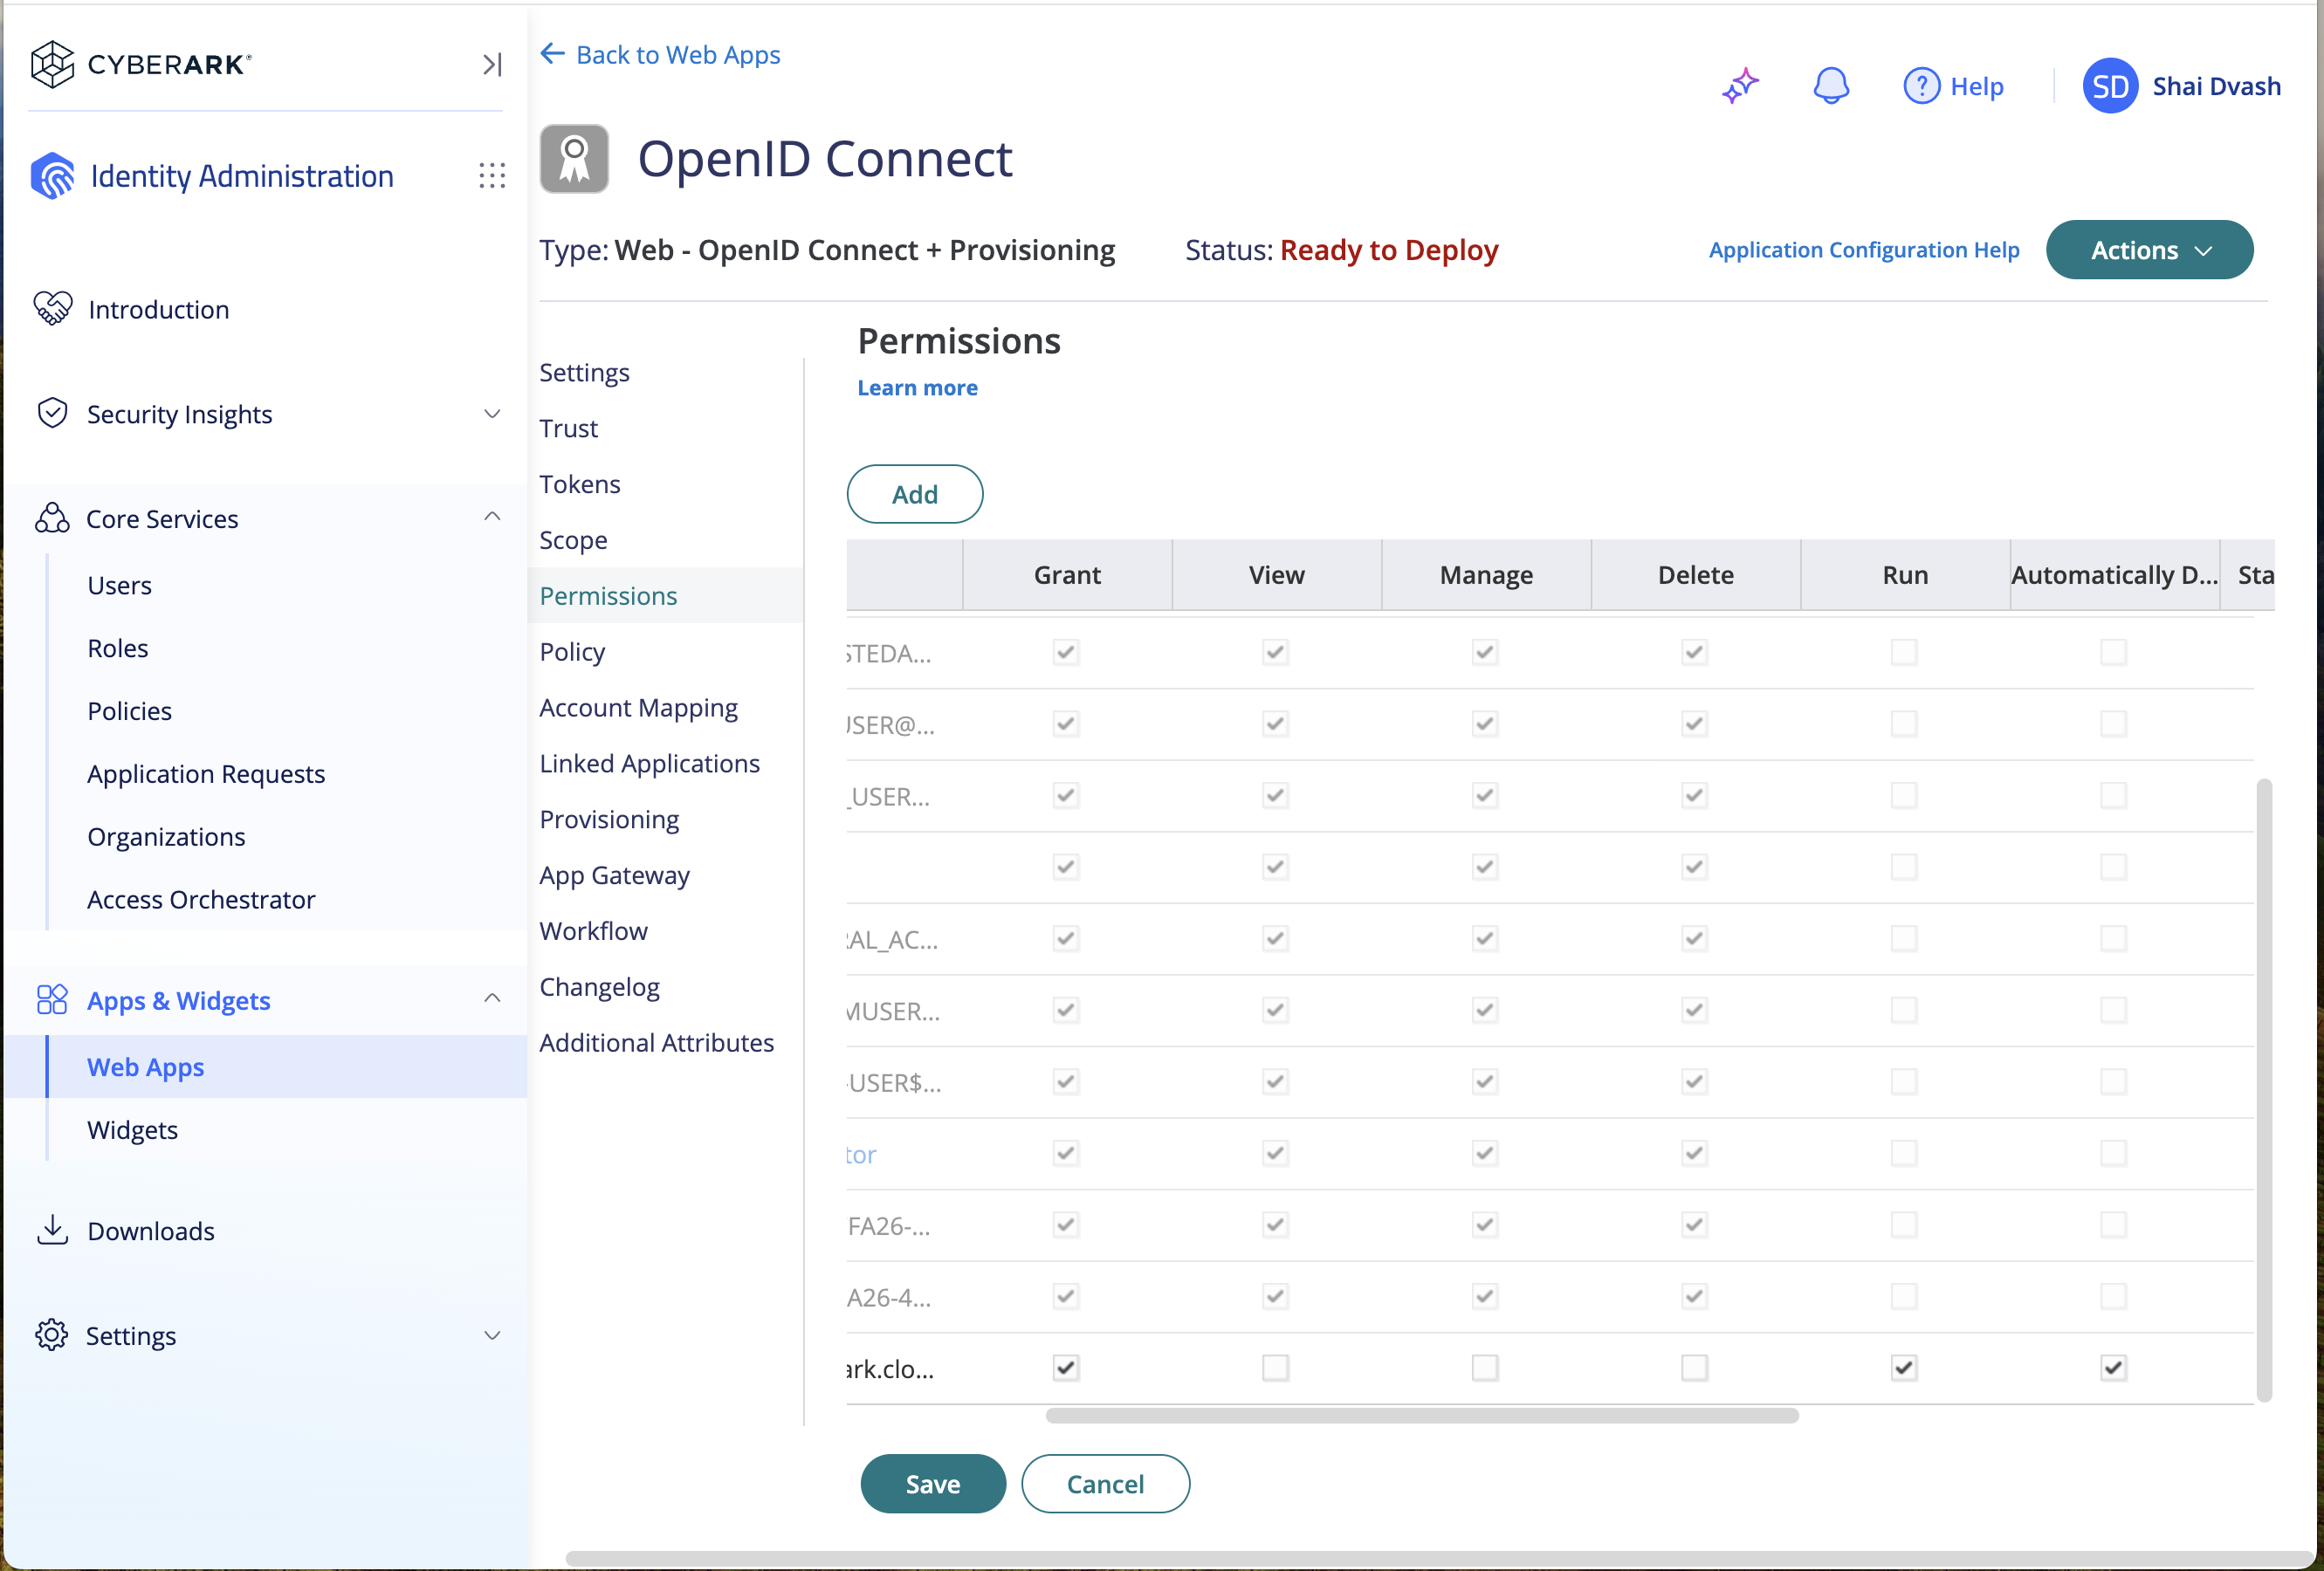 CYBERARK®
Identity Administration
Introduction
Security Insights
Core Services
Users
Roles
Policies
Application Requests
Organizations
Access Orchestrator
Apps & Widgets
Web Apps
Widgets
Downloads
Settings
Back to Web Apps
? Help
SD Shai Dvash
OpenID Connect
Type: Web - OpenID Connect + Provisioning
Status: Ready to Deploy
Application Configuration Help
Actions
Settings
Trust
Tokens
Scope
Permissions
Policy
Account Mapping
Linked Applications
Provisioning
App Gateway
Workflow
Changelog
Additional Attributes
Permissions
Learn more
Add
Grant View Manage Delete Run Automatically D... Sta
STEDA...
USER@...
_USER...
RAL_AC...
MUSER...
-USER$...
tor
FA26-...
A26-4...
ark.clo...
Save
Cancel